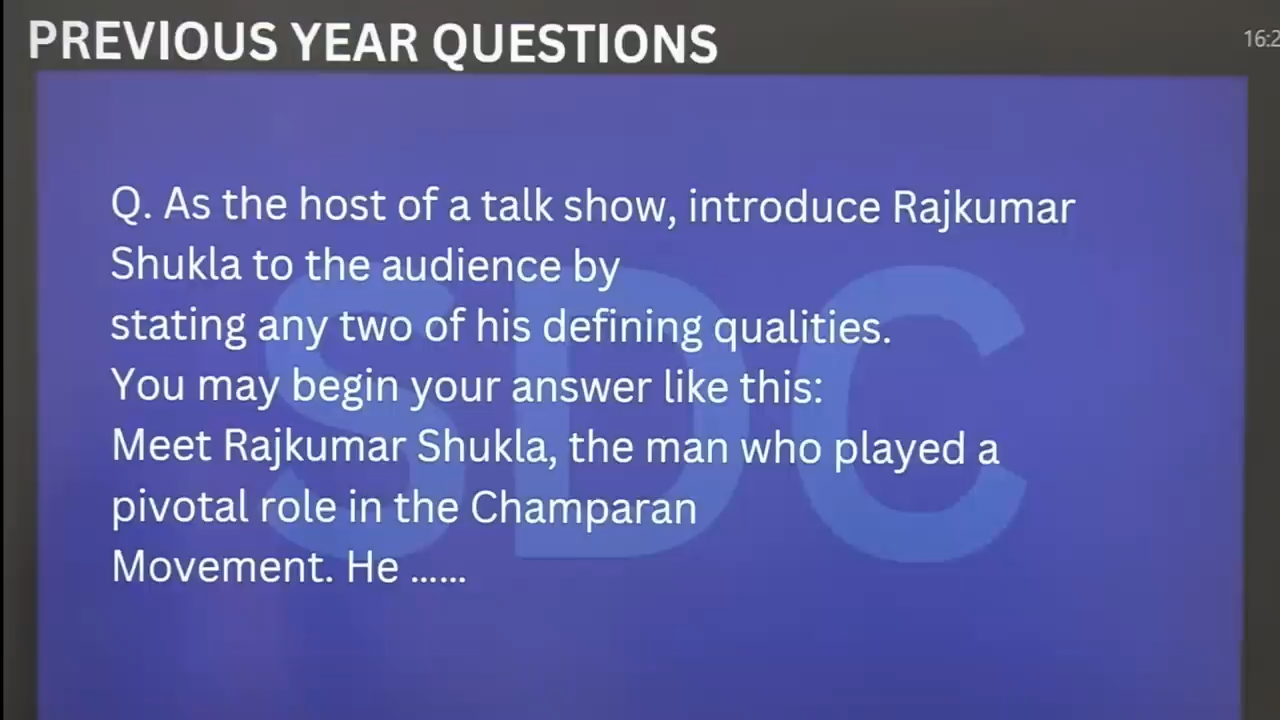 PREVIOUS YEAR QUESTIONS
16:2
SDC
Q. As the host of a talk show, introduce Rajkumar
Shukla to the audience by
stating any two of his defining qualities.
You may begin your answer like this:
Meet Rajkumar Shukla, the man who played a
pivotal role in the Champaran
Movement. He ......